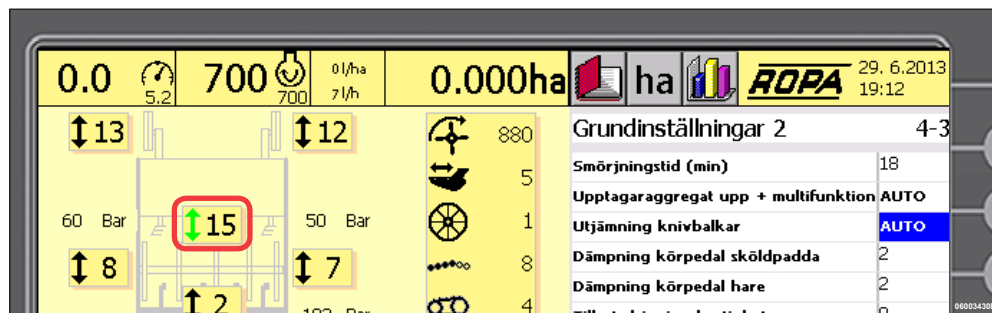 0.0 5.2 700 700 0 l/ha 7 l/h 0.000ha ha ROPA 29. 6.2013 19:12
13 12
60 Bar 15 50 Bar
8 7
2
880
5
1
8
4
Grundinställningar 2 4-3
Smörjningstid (min) 18
Upptagaraggregat upp + multifunktion AUTO
Utjämning knivbalkar AUTO
Dämpning körpedal sköldpadda 2
Dämpning körpedal hare 2